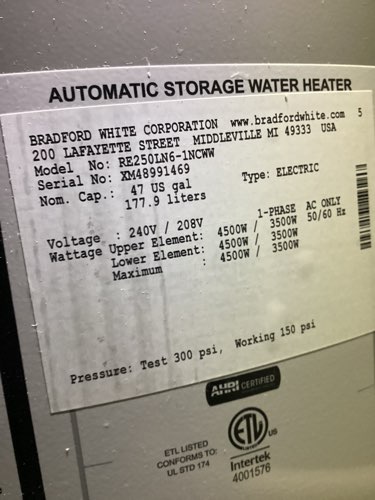 AUTOMATIC STORAGE WATER HEATER
BRADFORD WHITE CORPORATION www.bradfordwhite.com 5
200 LAFAYETTE STREET MIDDLEVILLE MI 49333 USA
Model No: RE250LN6-1NCWW
Serial No: XM48991469
Nom. Cap.: 47 US gal Type: ELECTRIC
177.9 liters
Voltage : 240V / 208V 1-PHASE AC ONLY 50/60 Hz
Wattage Upper Element: 4500W / 3500W
Lower Element: 4500W / 3500W
Maximum : 4500W / 3500W
Pressure: Test 300 psi, Working 150 psi
AHRI CERTIFIED
ETL LISTED
CONFORMS TO:
UL STD 174
ETL US
Intertek
4001576